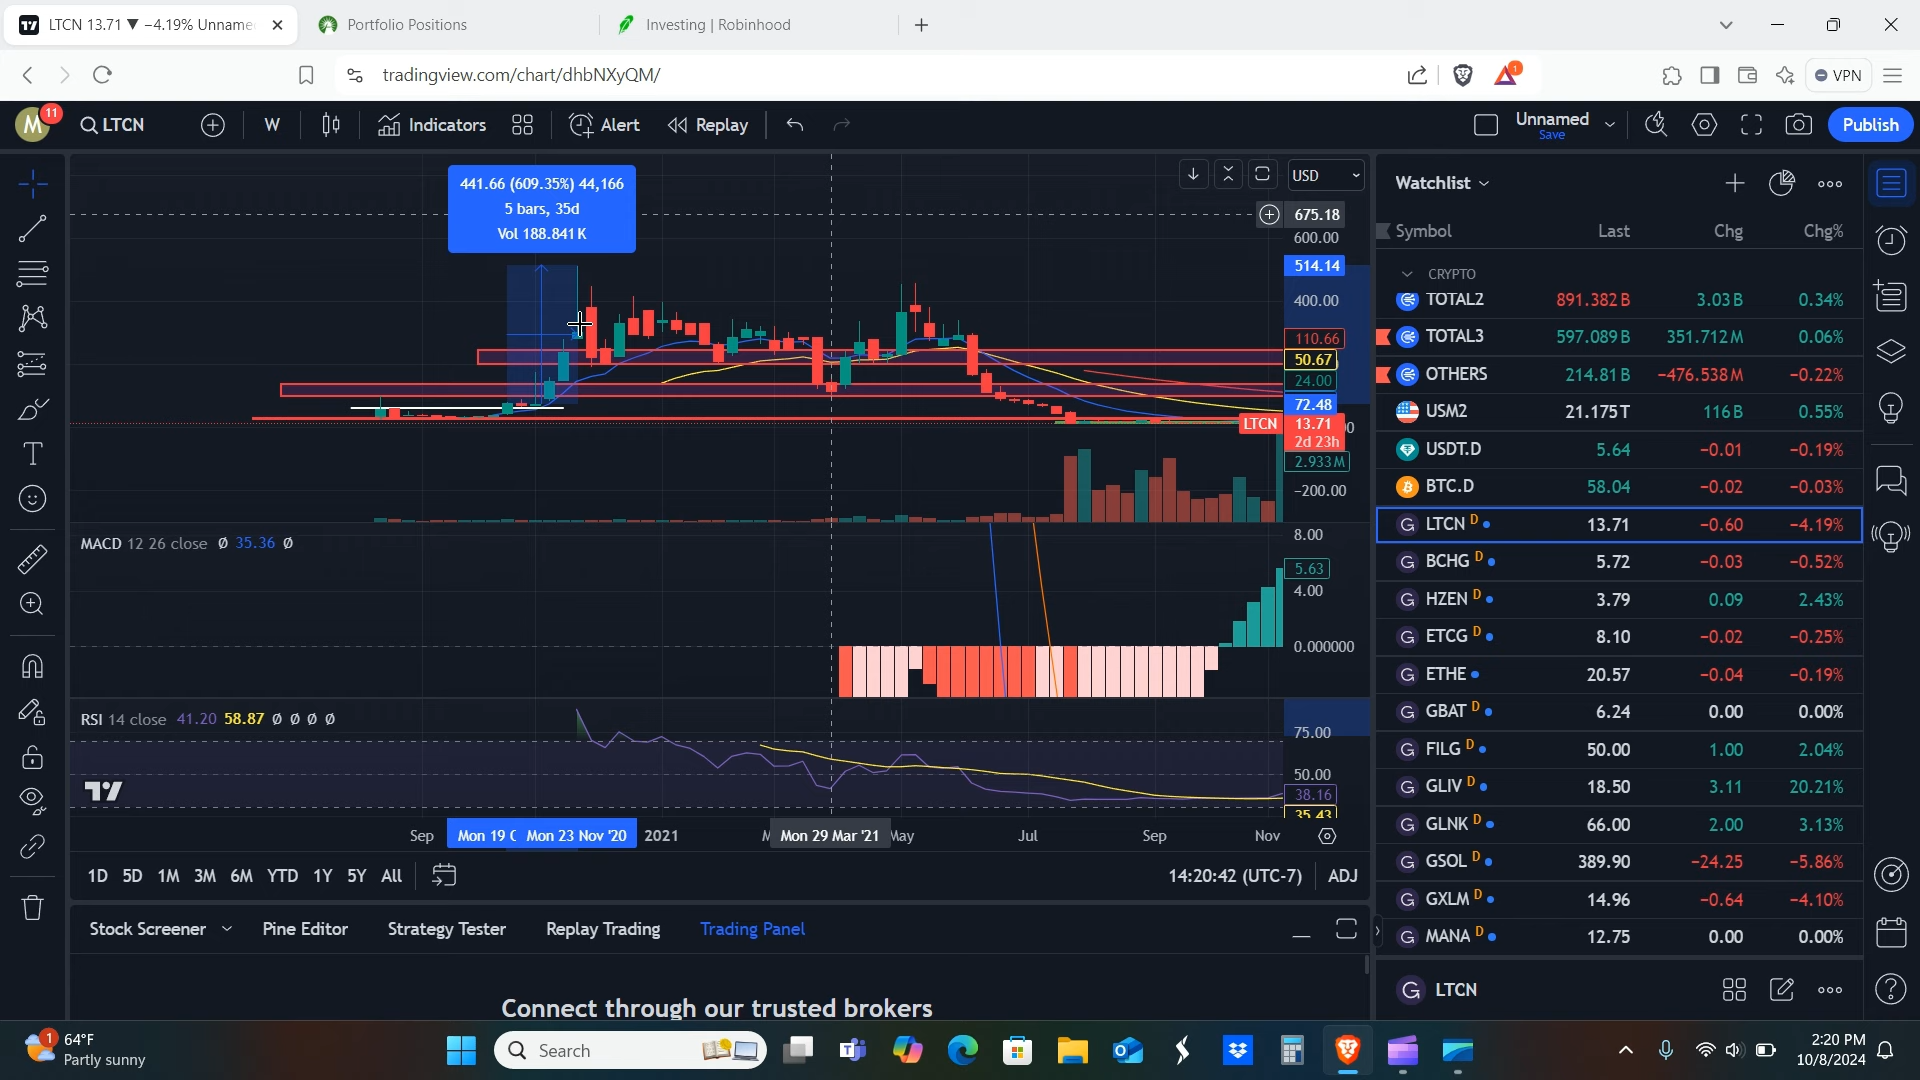 LTCN 13.71 ▼ −4.19% Unname
Portfolio Positions
Investing | Robinhood
tradingview.com/chart/dhbNXyQM/
1
VPN
M
11
LTCN
W
Indicators
Alert
Replay
Unnamed
Save
Publish
441.66 (609.35%) 44,166
5 bars, 35d
Vol 188.841 K
USD
675.18
600.00
514.14
400.00
110.66
50.67
24.00
72.48
LTCN
13.71
2d 23h
2.933 M
−200.00
MACD 12 26 close Ø 35.36 Ø
8.00
5.63
4.00
0.000000
RSI 14 close 41.20 58.87 Ø Ø Ø Ø
75.00
50.00
38.16
35.43
Sep
Mon 19
Mon 23 Nov '20
2021
Mon 29 Mar '21
May
Jul
Sep
Nov
1D 5D 1M 3M 6M YTD 1Y 5Y All
14:20:42 (UTC-7)
ADJ
Stock Screener
Pine Editor
Strategy Tester
Replay Trading
Trading Panel
Connect through our trusted brokers
Watchlist
Symbol Last Chg Chg%
CRYPTO
TOTAL2 891.382 B 3.03 B 0.34%
TOTAL3 597.089 B 351.712 M 0.06%
OTHERS 214.81 B −476.538 M −0.22%
USM2 21.175 T 116 B 0.55%
USDT.D 5.64 −0.01 −0.19%
BTC.D 58.04 −0.02 −0.03%
LTCN D 13.71 −0.60 −4.19%
BCHG D 5.72 −0.03 −0.52%
HZEN D 3.79 0.09 2.43%
ETCG D 8.10 −0.02 −0.25%
ETHE 20.57 −0.04 −0.19%
GBAT D 6.24 0.00 0.00%
FILG D 50.00 1.00 2.04%
GLIV D 18.50 3.11 20.21%
GLNK D 66.00 2.00 3.13%
GSOL D 389.90 −24.25 −5.86%
GXLM D 14.96 −0.64 −4.10%
MANA D 12.75 0.00 0.00%
LTCN
1
64°F
Partly sunny
Search
2:20 PM
10/8/2024